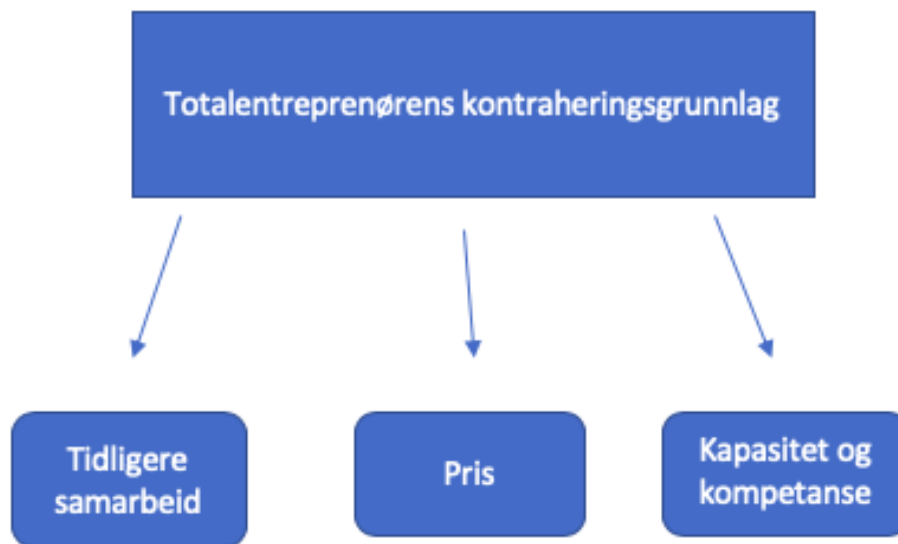 Totalentreprenørens kontraheringsgrunnlag
Tidligere
samarbeid
Pris
Kapasitet og
kompetanse